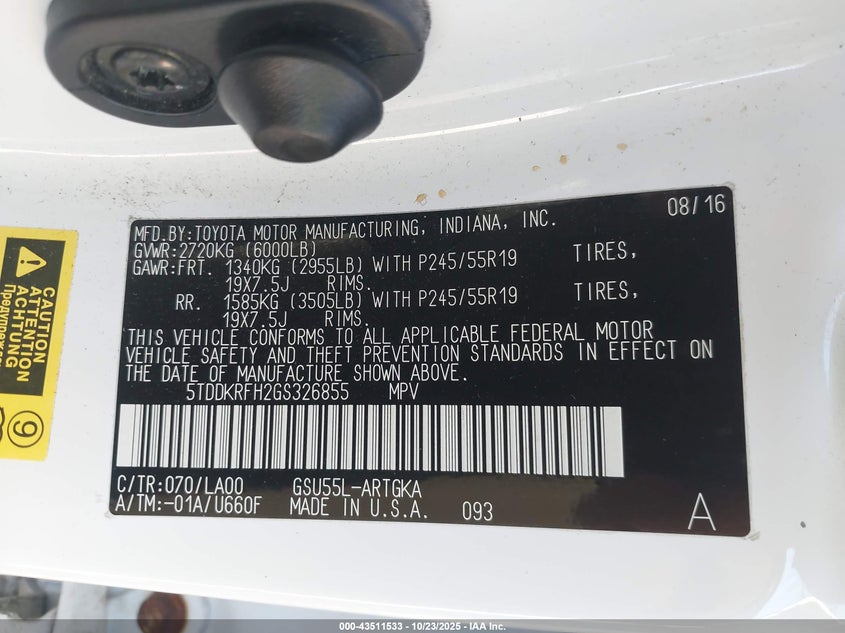 08/16
MFD.BY:TOYOTA MOTOR MANUFACTURING, INDIANA, INC.
GVWR:2720KG (6000LB)
GAWR:FRT. 1340KG (2955LB) WITH P245/55R19 TIRES,
19X7.5J RIMS.
RR. 1585KG (3505LB) WITH P245/55R19 TIRES,
19X7.5J RIMS.
THIS VEHICLE CONFORMS TO ALL APPLICABLE FEDERAL MOTOR
VEHICLE SAFETY AND THEFT PREVENTION STANDARDS IN EFFECT ON
THE DATE OF MANUFACTURE SHOWN ABOVE.
5TDDKRFH2GS326855 MPV
C/TR:070/LA00 GSU55L-ARTGKA
A/TM:-01A/U660F MADE IN U.S.A. 093 A
CAUTION
ATTENTION
ACHTUNG
9
000-43511533 - 10/23/2025 - IAA Inc.